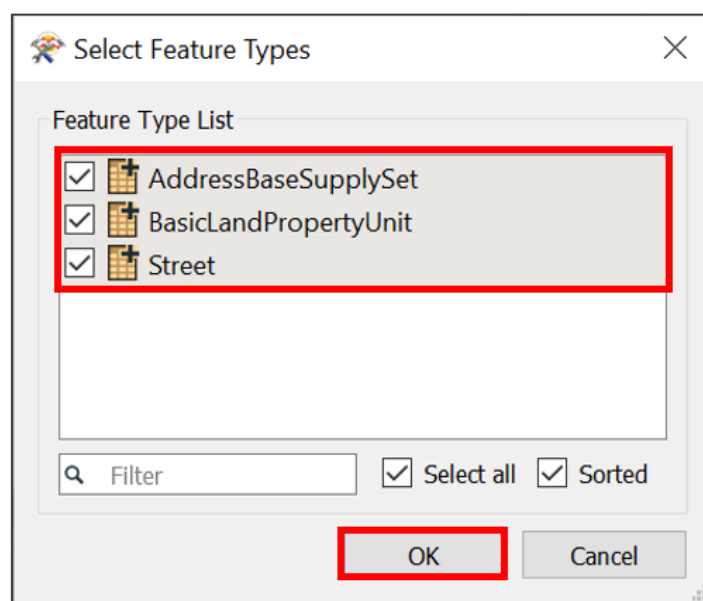 Select Feature Types
Feature Type List
AddressBaseSupplySet
BasicLandPropertyUnit
Street
Filter
Select all
Sorted
OK
Cancel